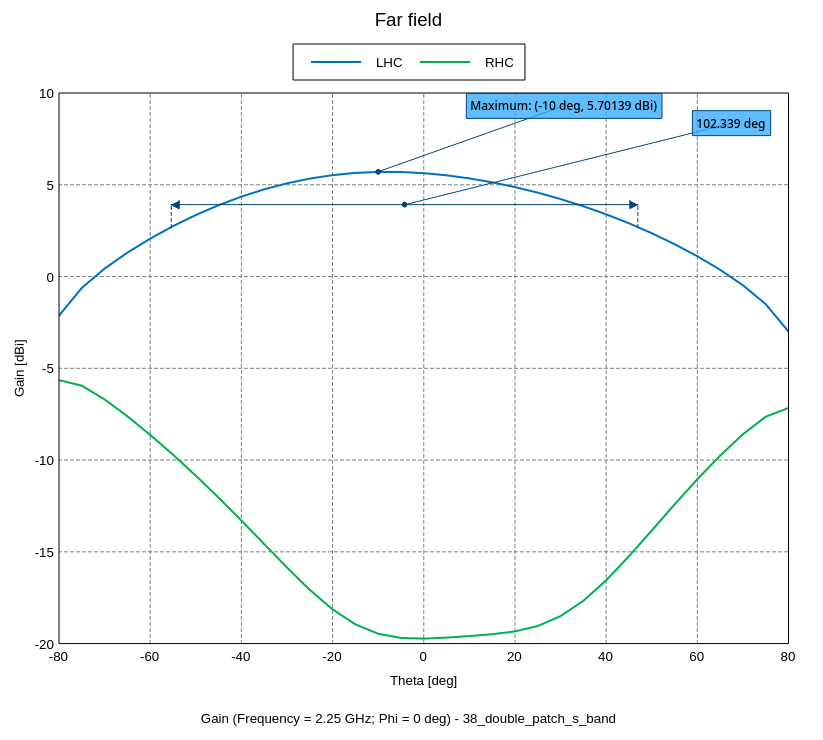 Far field
LHC RHC
Maximum: (-10 deg, 5.70139 dBi)
102.339 deg
10
5
0
-5
-10
-15
-20
Gain [dBi]
-80 -60 -40 -20 0 20 40 60 80
Theta [deg]
Gain (Frequency = 2.25 GHz; Phi = 0 deg) - 38_double_patch_s_band